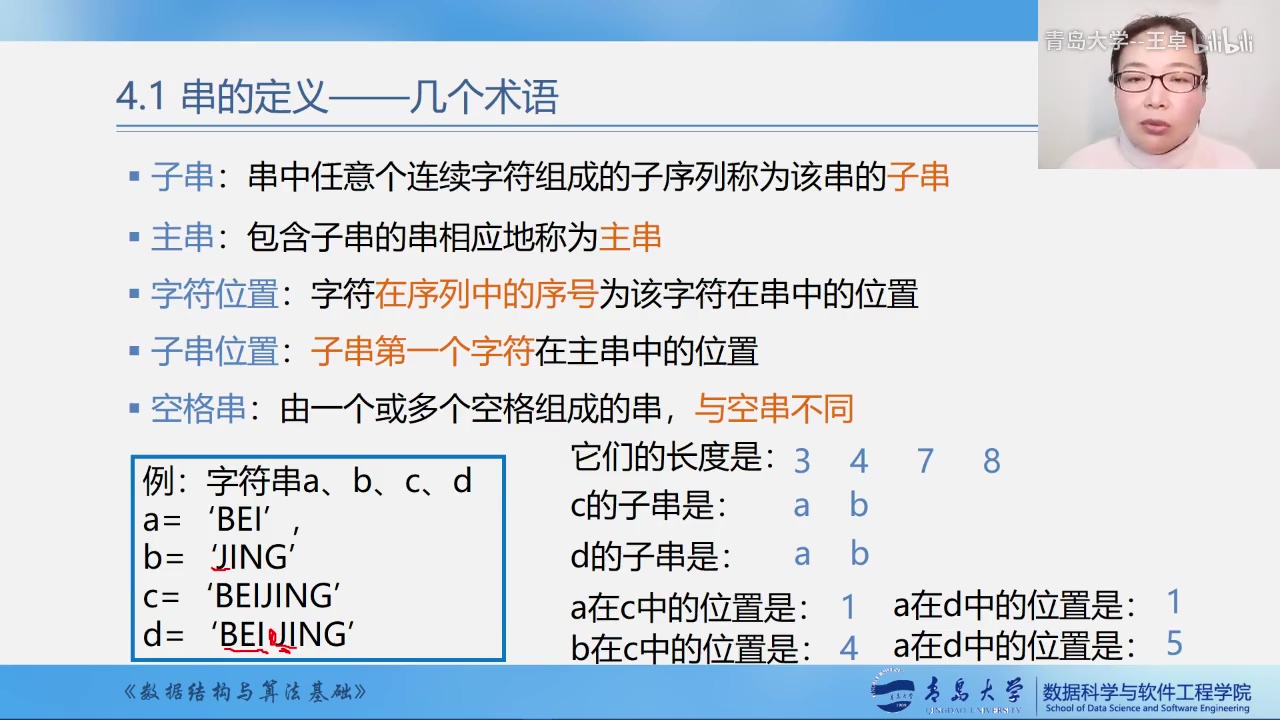 青岛大学--王卓 bilibili
4.1 串的定义——几个术语
▪ 子串：串中任意个连续字符组成的子序列称为该串的子串
▪ 主串：包含子串的串相应地称为主串
▪ 字符位置：字符在序列中的序号为该字符在串中的位置
▪ 子串位置：子串第一个字符在主串中的位置
▪ 空格串：由一个或多个空格组成的串，与空串不同
例：字符串a、b、c、d
a= ‘BEI’，
b= ‘JING’
c= ‘BEIJING’
d= ‘BEI JING’
它们的长度是：3 4 7 8
c的子串是： a b
d的子串是： a b
a在c中的位置是： 1 a在d中的位置是： 1
b在c中的位置是： 4 a在d中的位置是： 5
《数据结构与算法基础》
青岛大学
QINGDAO UNIVERSITY
数据科学与软件工程学院
School of Data Science and Software Engineering